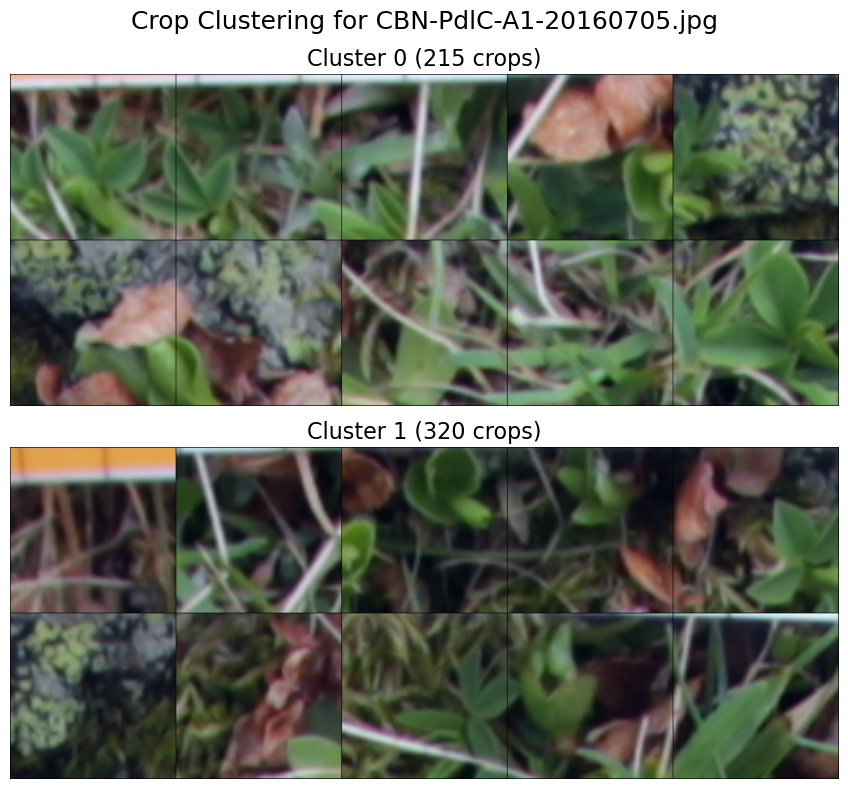 Crop Clustering for CBN-PdlC-A1-20160705.jpg
Cluster 0 (215 crops)
Cluster 1 (320 crops)